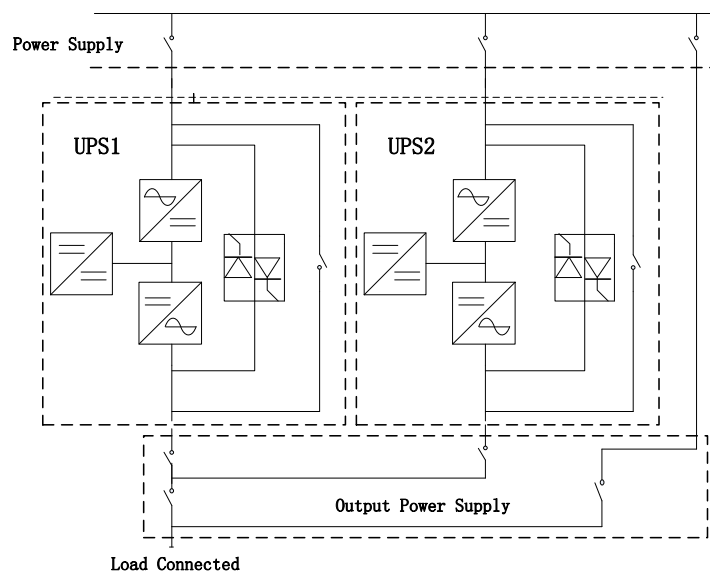 Power Supply
UPS1
UPS2
Output Power Supply
Load Connected